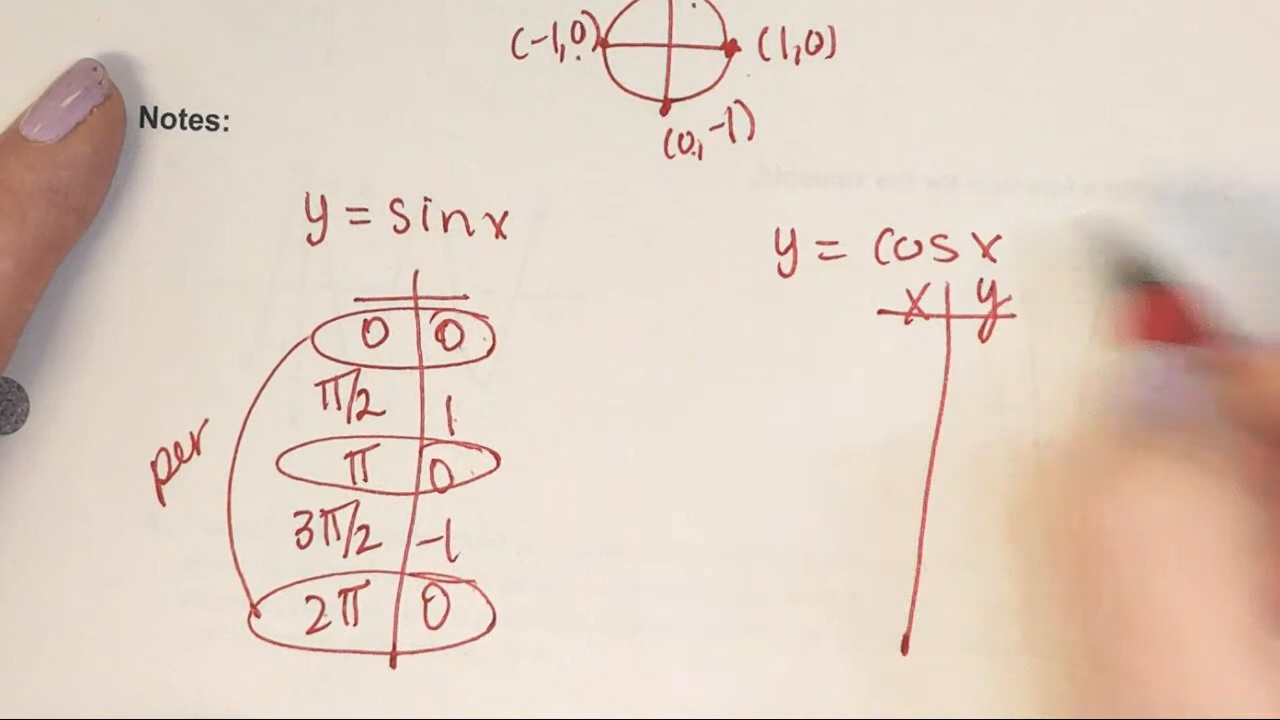 (-1,0) (1,0)
(0,-1)
Notes:
y = sin x
0 0
π/2 1
π 0
3π/2 -1
2π 0
per
y = cos x
x y